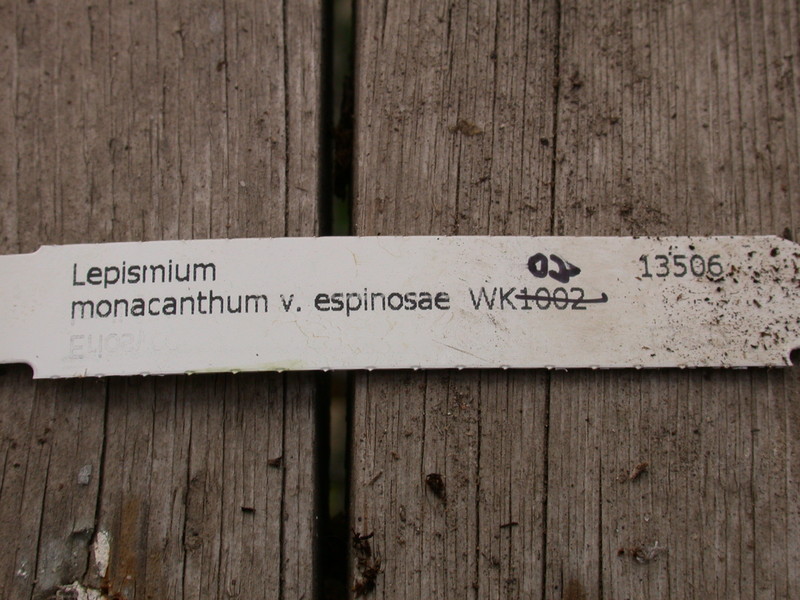 Lepismium 13506
monacanthum v. espinosae WK1002